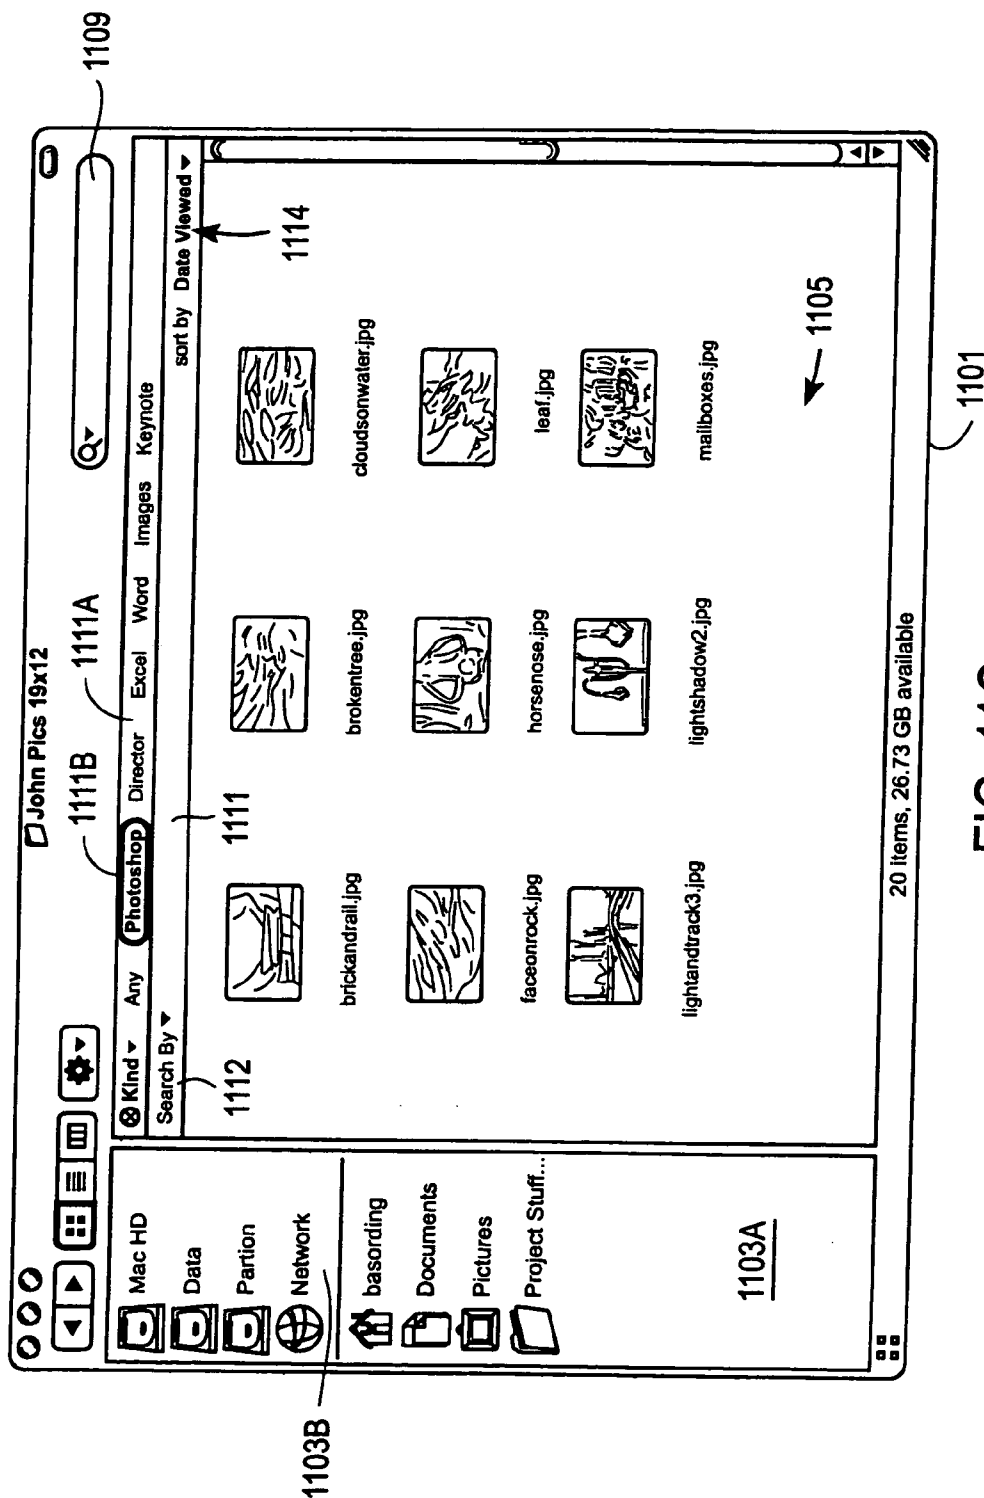 1109
John Pics 19x12
1111B
1111A
Kind Any Photoshop Director Excel Word Images Keynote
Search By
sort by Date Viewed
1112
1111
1114
Mac HD
Data
Partion
Network
basording
Documents
Pictures
Project Stuff...
1103A
1103B
brickandrail.jpg
brokentree.jpg
cloudsonwater.jpg
faceonrock.jpg
horsenose.jpg
leaf.jpg
lightandtrack3.jpg
lightshadow2.jpg
mailboxes.jpg
1105
20 items, 26.73 GB available
1101